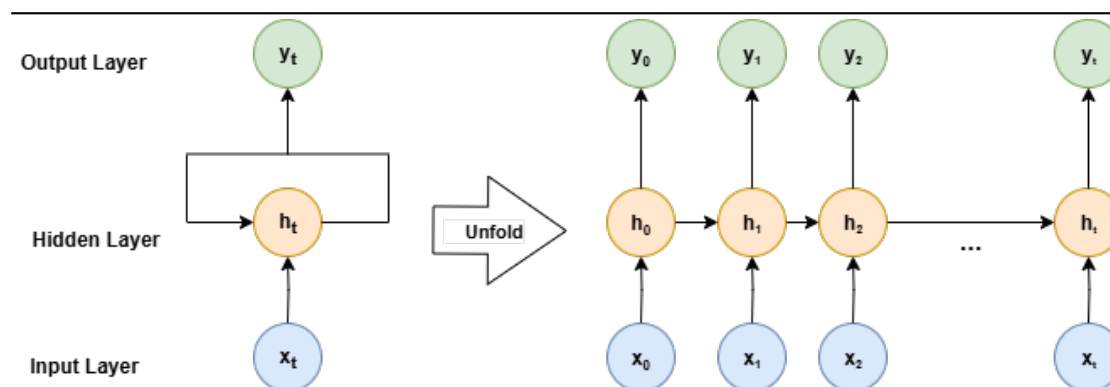 Output Layer
yₜ
y₀
y₁
y₂
yₜ
Hidden Layer
hₜ
Unfold
h₀
h₁
h₂
...
hₜ
Input Layer
xₜ
x₀
x₁
x₂
xₜ